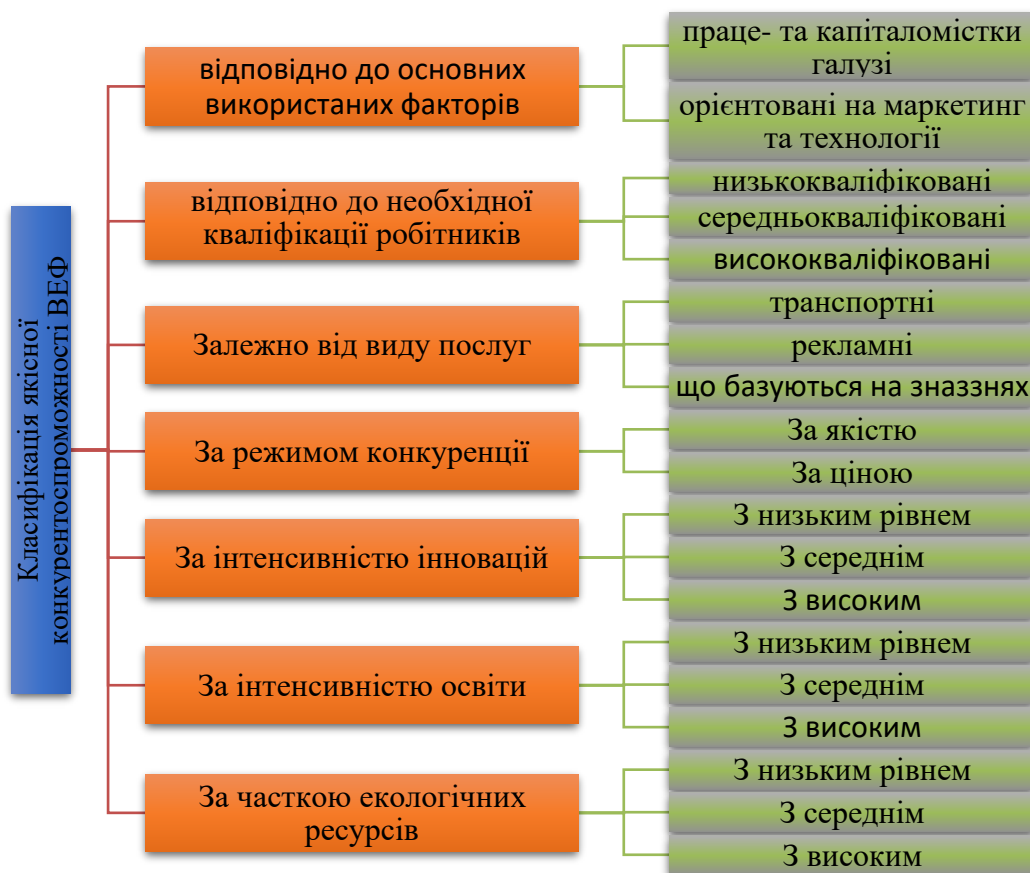 Класифікація якісної
конкурентоспроможності ВЕФ
відповідно до основних
використаних факторів
праце- та капіталомістки
галузі
орієнтовані на маркетинг
та технології
відповідно до необхідної
кваліфікації робітників
низькокваліфіковані
середньокваліфіковані
висококваліфіковані
Залежно від виду послуг
транспортні
рекламні
що базуються на зназзнях
За режимом конкуренції
За якістю
За ціною
За інтенсивністю інновацій
З низьким рівнем
З середнім
З високим
За інтенсивністю освіти
З низьким рівнем
З середнім
З високим
За часткою екологічних
ресурсів
З низьким рівнем
З середнім
З високим